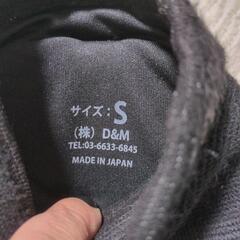 サイズ：S
（株）D&M
TEL:03-6633-6845
MADE IN JAPAN